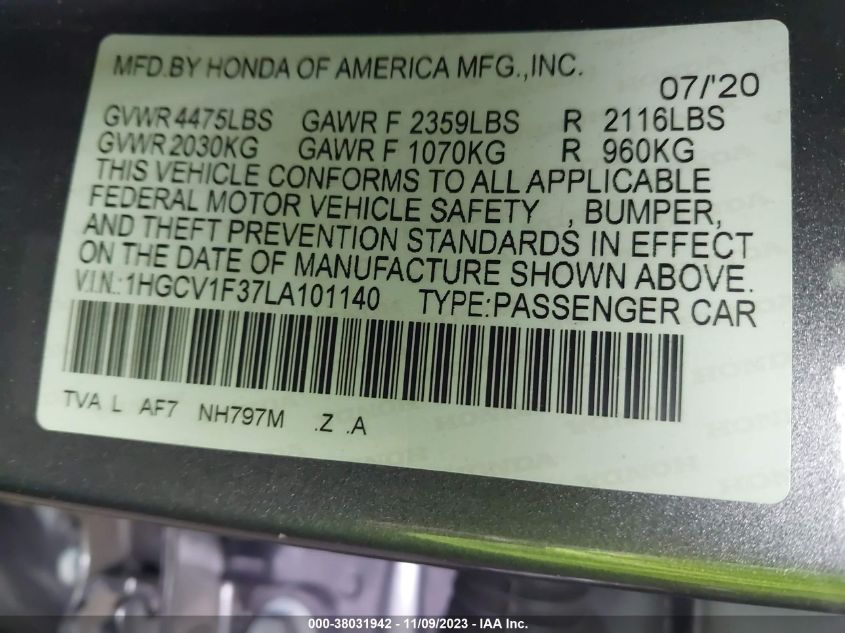 MFD.BY HONDA OF AMERICA MFG.,INC.
07/'20
GVWR 4475LBS GAWR F 2359LBS R 2116LBS
GVWR 2030KG GAWR F 1070KG R 960KG
THIS VEHICLE CONFORMS TO ALL APPLICABLE
FEDERAL MOTOR VEHICLE SAFETY , BUMPER,
AND THEFT PREVENTION STANDARDS IN EFFECT
ON THE DATE OF MANUFACTURE SHOWN ABOVE.
V.I.N.: 1HGCV1F37LA101140 TYPE:PASSENGER CAR
TVA L AF7 NH797M .Z .A
000-38031942 - 11/09/2023 - IAA Inc.